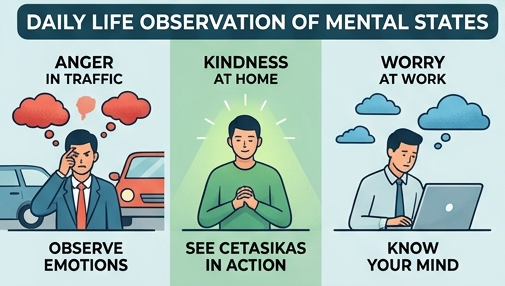 DAILY LIFE OBSERVATION OF MENTAL STATES
ANGER
IN TRAFFIC
OBSERVE
EMOTIONS
KINDNESS
AT HOME
SEE CETASIKAS
IN ACTION
WORRY
AT WORK
KNOW
YOUR MIND